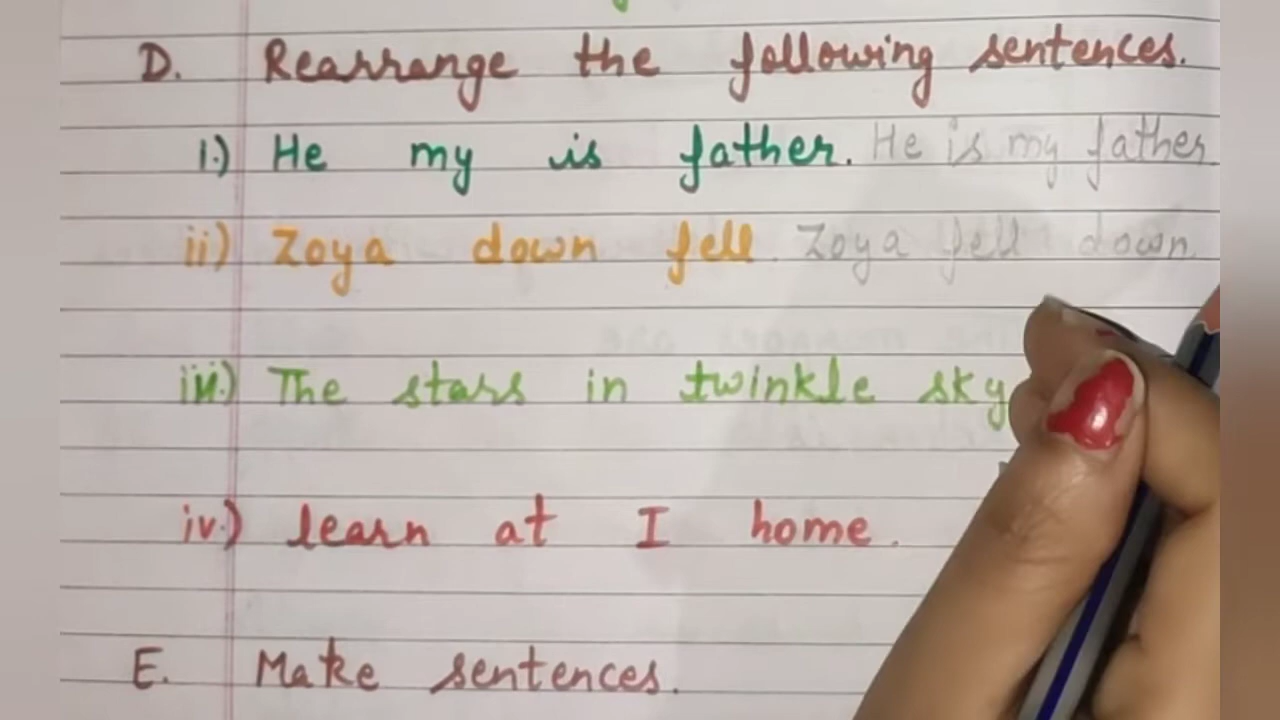 D. Rearrange the following sentences.
i.) He my is father. He is my father
ii) Zoya down fell. Zoya fell down
iii.) The stars in twinkle sky
iv.) learn at I home.
E. Make sentences.